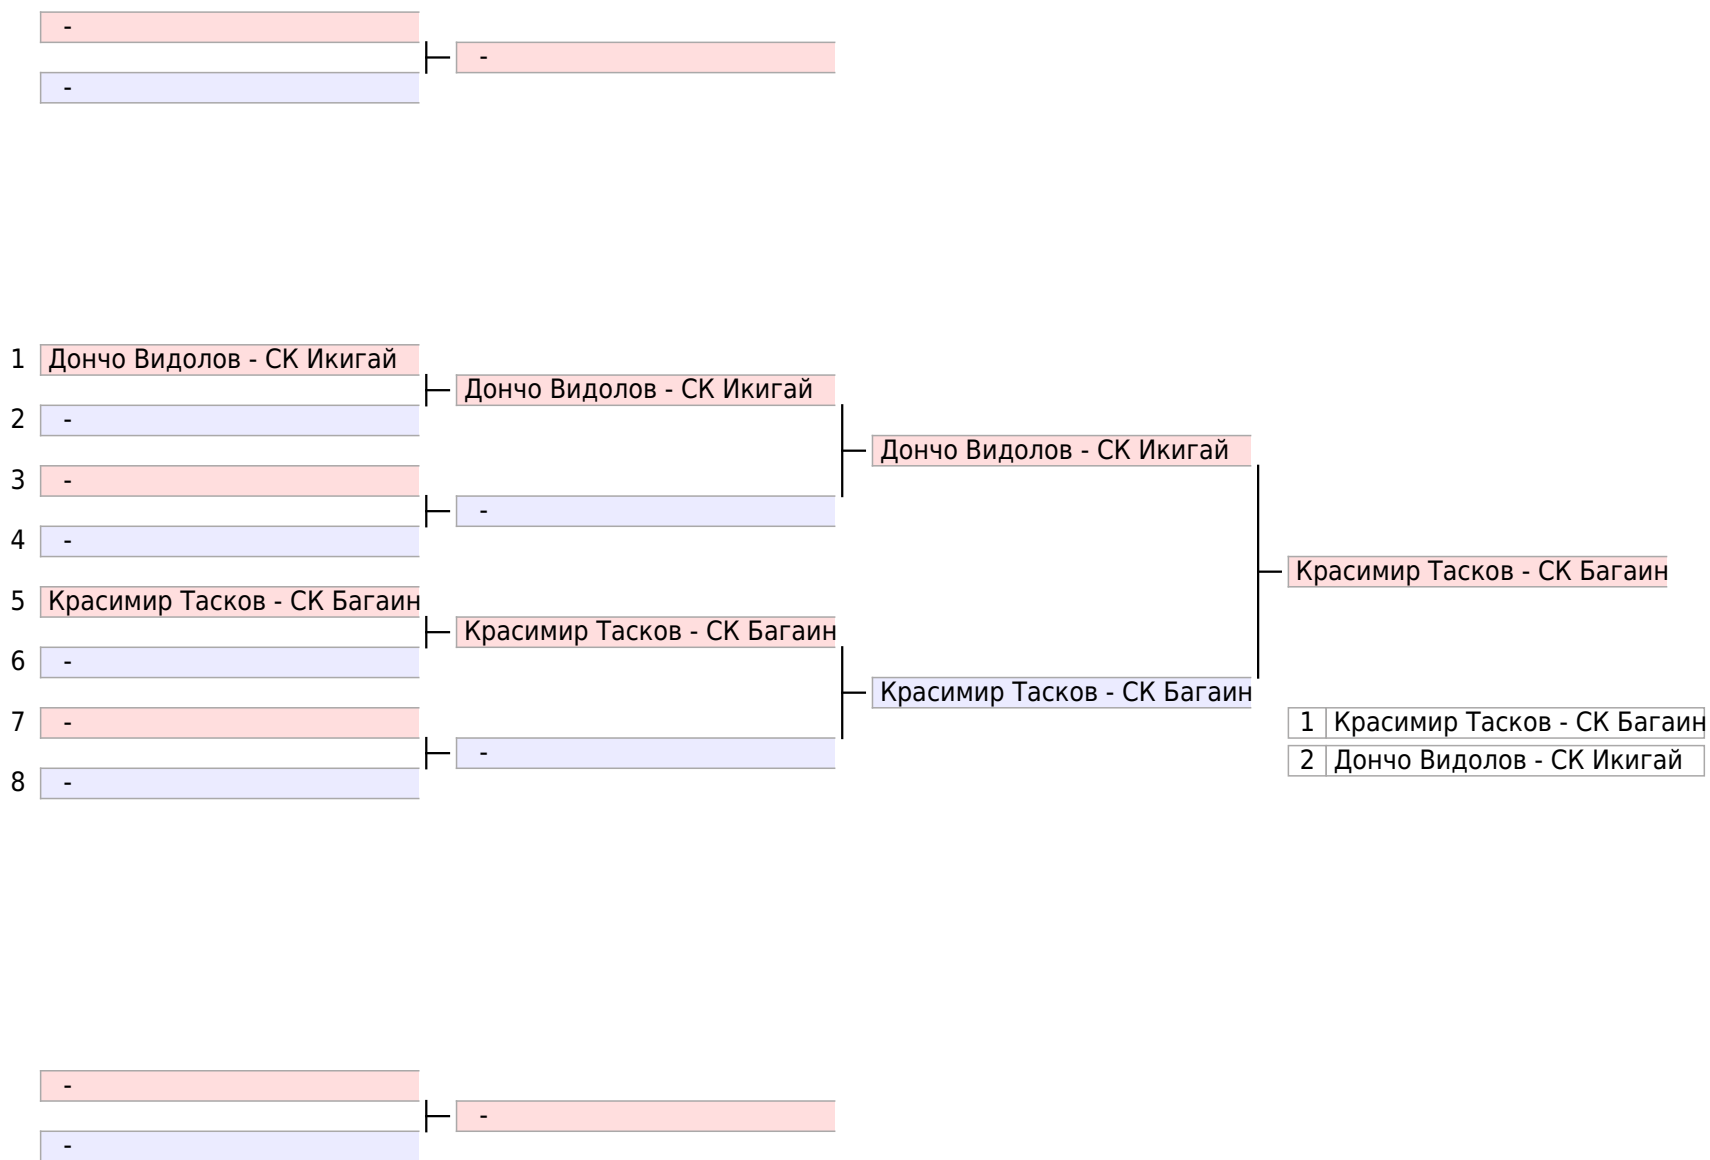 -
-
-
1 Дончо Видолов - СК Икигай
Дончо Видолов - СК Икигай
2 -
Дончо Видолов - СК Икигай
3 -
-
4 -
Красимир Тасков - СК Багаин
5 Красимир Тасков - СК Багаин
Красимир Тасков - СК Багаин
6 -
Красимир Тасков - СК Багаин
7 -
1 Красимир Тасков - СК Багаин
-
2 Дончо Видолов - СК Икигай
8 -
-
-
-